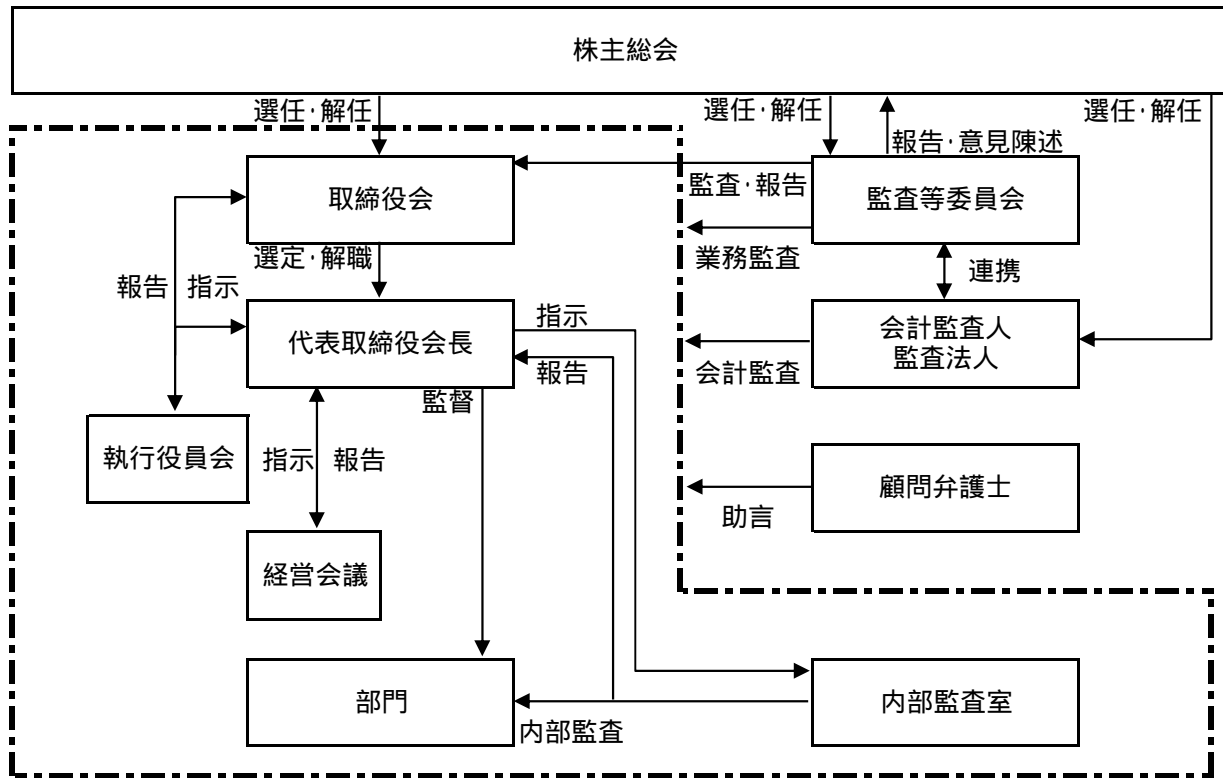 株主総会
選任･解任
選任･解任
選任･解任
報告･意見陳述
取締役会
監査･報告
監査等委員会
選定･解職
業務監査
報告
指示
連携
代表取締役会長
指示
会計監査人
監査法人
報告
会計監査
監督
執行役員会
指示
報告
顧問弁護士
助言
経営会議
部門
内部監査室
内部監査